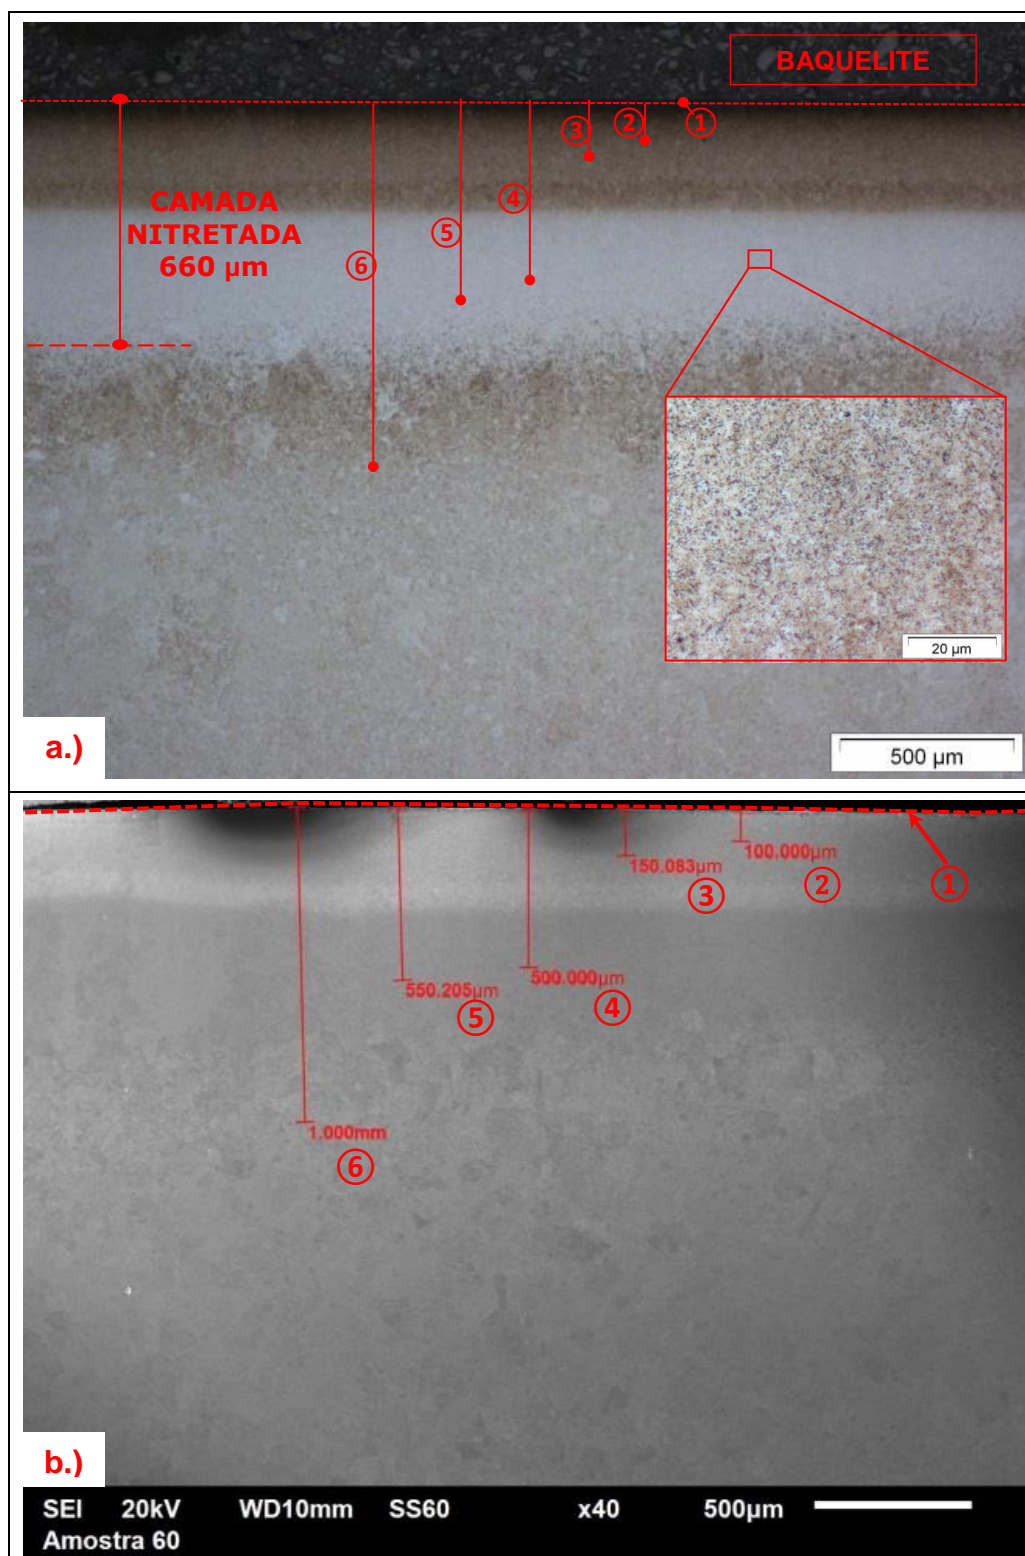 BAQUELITE
①
②
③
④
⑤
⑥
CAMADA
NITRETADA
660 µm
20 µm
500 µm
a.)
100.000µm
150.083µm
①
②
③
500.000µm
④
550.205µm
⑤
1.000mm
⑥
b.)
SEI 20kV WD10mm SS60 x40 500µm
Amostra 60